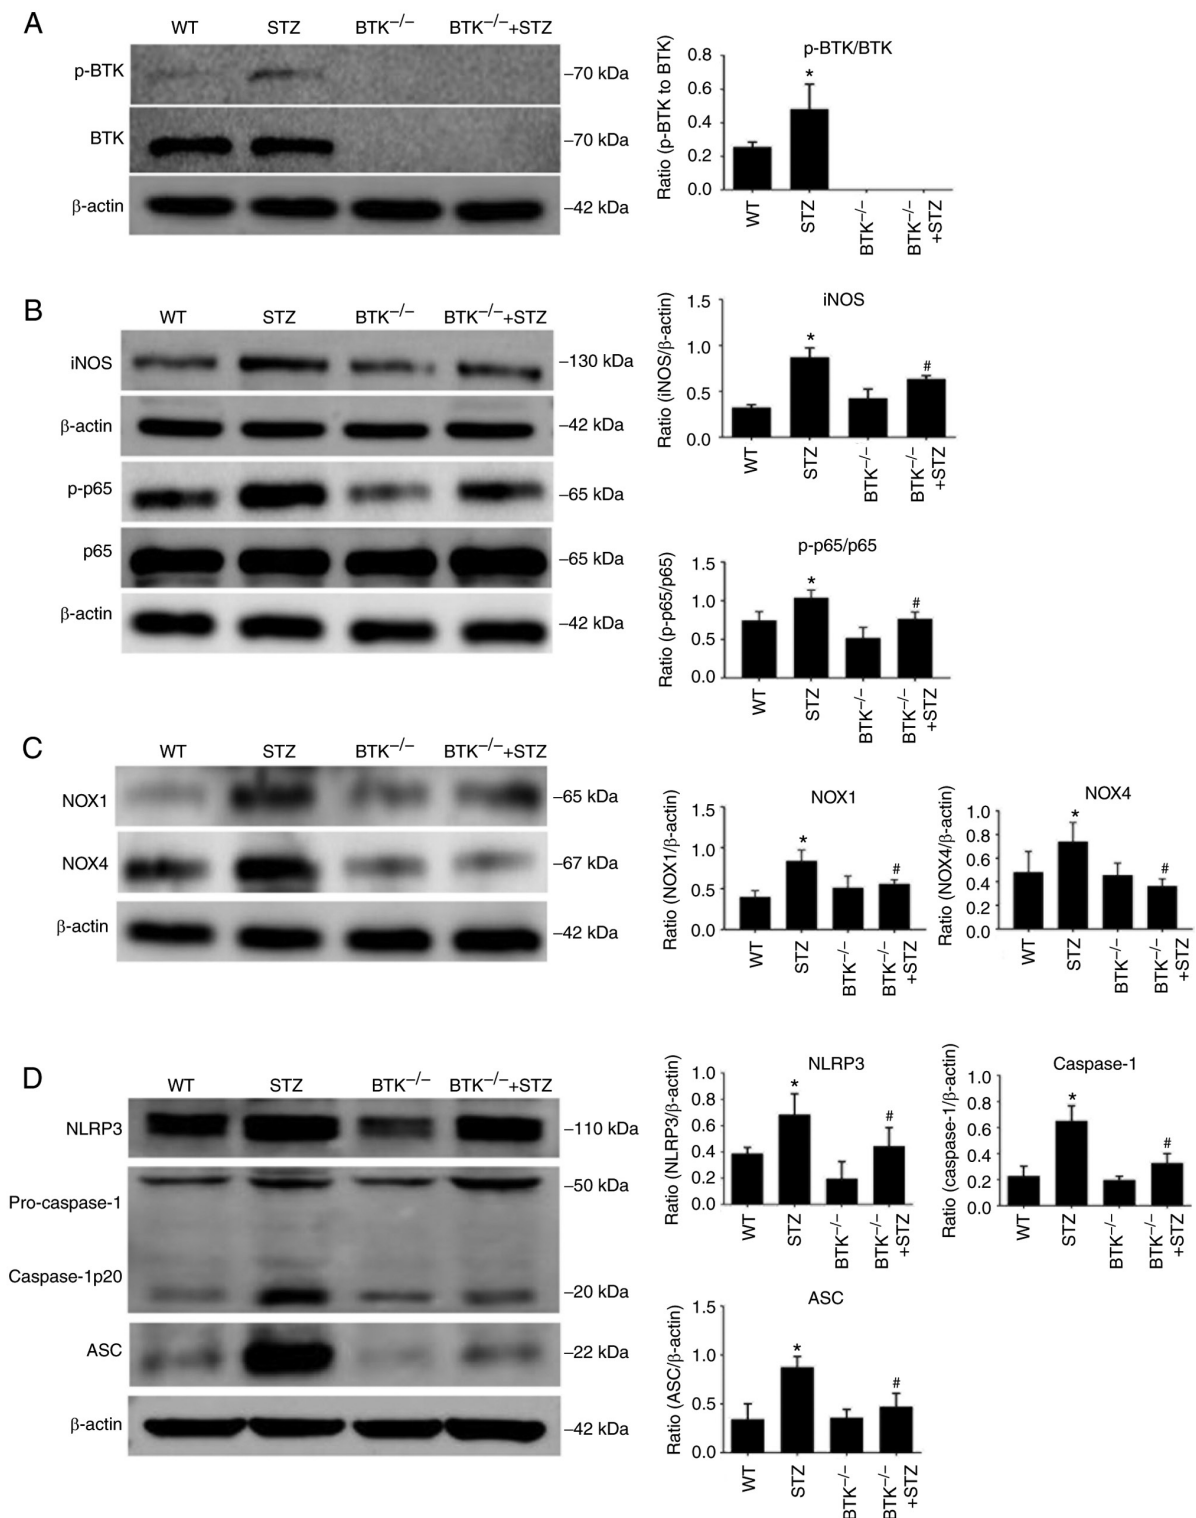 A
WT STZ BTK−/− BTK−/−+STZ
p-BTK –70 kDa
BTK –70 kDa
β-actin –42 kDa
p-BTK/BTK
Ratio (p-BTK to BTK)
0.8
0.6
0.4
0.2
0.0
*
WT STZ BTK−/− BTK−/− +STZ
B
WT STZ BTK−/− BTK−/−+STZ
iNOS –130 kDa
β-actin –42 kDa
p-p65 –65 kDa
p65 –65 kDa
β-actin –42 kDa
iNOS
Ratio (iNOS/β-actin)
1.5
1.0
0.5
0.0
* #
WT STZ BTK−/− BTK−/− +STZ
p-p65/p65
Ratio (p-p65/p65)
1.5
1.0
0.5
0.0
* #
WT STZ BTK−/− BTK−/− +STZ
C
WT STZ BTK−/− BTK−/−+STZ
NOX1 –65 kDa
NOX4 –67 kDa
β-actin –42 kDa
NOX1
Ratio (NOX1/β-actin)
1.5
1.0
0.5
0.0
* #
WT STZ BTK−/− BTK−/− +STZ
NOX4
Ratio (NOX4/β-actin)
1.0
0.8
0.6
0.4
0.2
0.0
* #
WT STZ BTK−/− BTK−/− +STZ
D
WT STZ BTK−/− BTK−/−+STZ
NLRP3 –110 kDa
–50 kDa
Pro-caspase-1
Caspase-1p20
–20 kDa
ASC –22 kDa
β-actin –42 kDa
NLRP3
Ratio (NLRP3/β-actin)
1.0
0.8
0.6
0.4
0.2
0.0
* #
WT STZ BTK−/− BTK−/− +STZ
Caspase-1
Ratio (caspase-1/β-actin)
1.0
0.8
0.6
0.4
0.2
0.0
* #
WT STZ BTK−/− BTK−/− +STZ
ASC
Ratio (ASC/β-actin)
1.5
1.0
0.5
0.0
* #
WT STZ BTK−/− BTK−/− +STZ